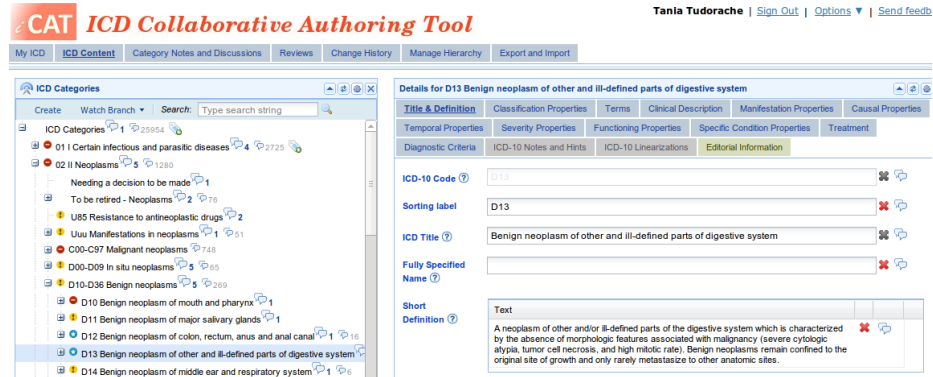 Tania Tudorache | Sign Out | Options ▼ | Send feedb
iCAT ICD Collaborative Authoring Tool
My ICD ICD Content Category Notes and Discussions Reviews Change History Manage Hierarchy Export and Import
ICD Categories
Create Watch Branch ▾ Search: Type search string
ICD Categories 1 25954
01 I Certain infectious and parasitic diseases 4 2725
02 II Neoplasms 5 1280
Needing a decision to be made 1
To be retired - Neoplasms 2 76
U85 Resistance to antineoplastic drugs 2
Uuu Manifestations in neoplasms 1 51
C00-C97 Malignant neoplasms 748
D00-D09 In situ neoplasms 5 65
D10-D36 Benign neoplasms 5 269
D10 Benign neoplasm of mouth and pharynx 1
D11 Benign neoplasm of major salivary glands 1
D12 Benign neoplasm of colon, rectum, anus and anal canal 1 16
D13 Benign neoplasm of other and ill-defined parts of digestive system
D14 Benign neoplasm of middle ear and respiratory system 1 6
Details for D13 Benign neoplasm of other and ill-defined parts of digestive system
Title & Definition Classification Properties Terms Clinical Description Manifestation Properties Causal Properties
Temporal Properties Severity Properties Functioning Properties Specific Condition Properties Treatment
Diagnostic Criteria ICD-10 Notes and Hints ICD-10 Linearizations Editorial Information
ICD-10 Code ? D13
Sorting label D13
ICD Title ? Benign neoplasm of other and ill-defined parts of digestive system
Fully Specified
Name ?
Short
Definition ?
Text
A neoplasm of other and/or ill-defined parts of the digestive system which is characterized
by the absence of morphologic features associated with malignancy (severe cytologic
atypia, tumor cell necrosis, and high mitotic rate). Benign neoplasms remain confined to the
original site of growth and only rarely metastasize to other anatomic sites.